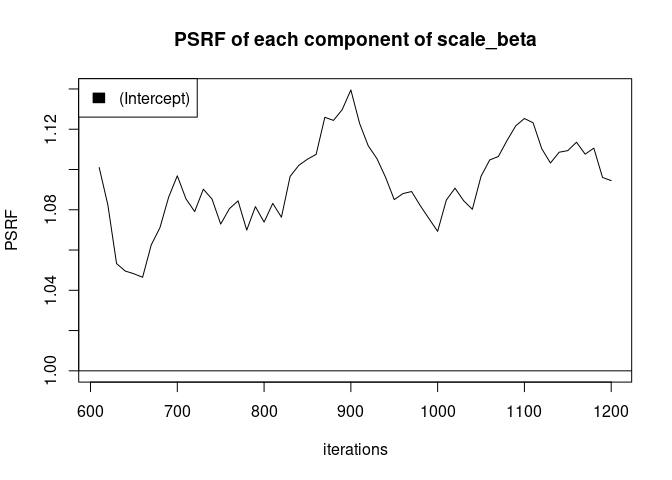 PSRF of each component of scale_beta
(Intercept)
PSRF
1.12
1.08
1.04
1.00
600 700 800 900 1000 1100 1200
iterations